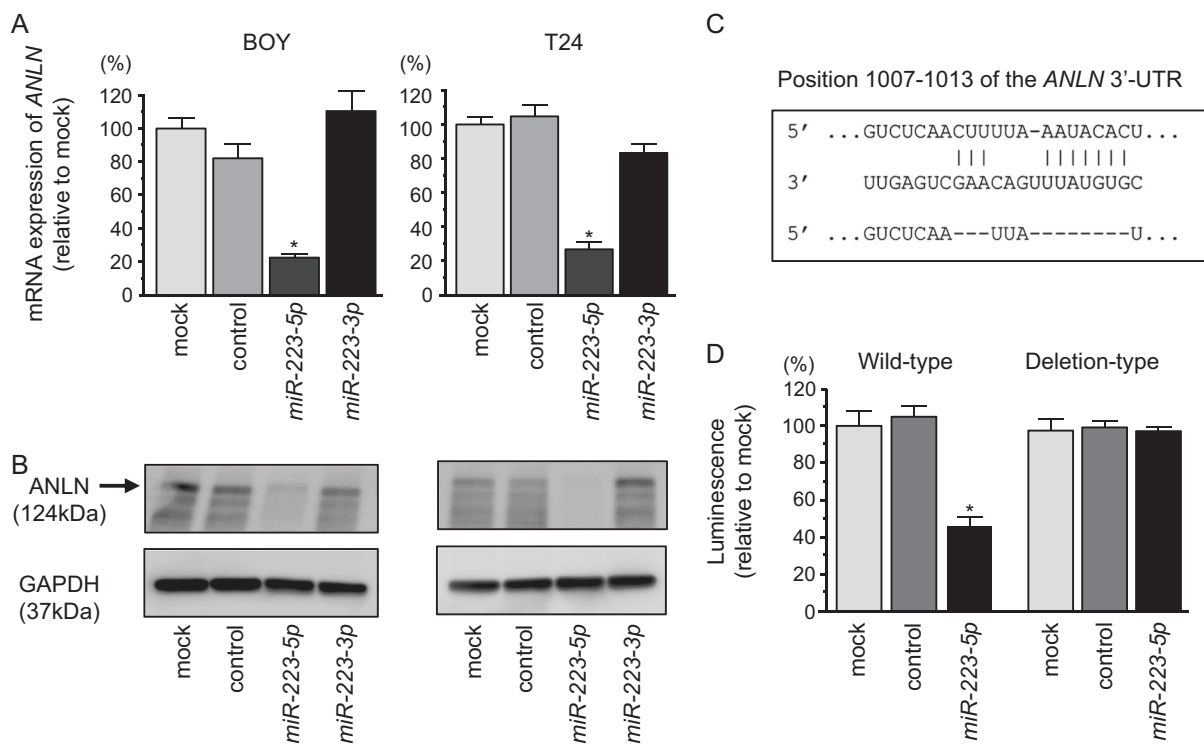 A
BOY
T24
mRNA expression of ANLN
(relative to mock)
(%)
120
100
80
60
40
20
0
mock
control
miR-223-5p
miR-223-3p
(%)
120
100
80
60
40
20
0
mock
control
miR-223-5p
miR-223-3p
*
*
B
ANLN
(124kDa)
GAPDH
(37kDa)
mock
control
miR-223-5p
miR-223-3p
mock
control
miR-223-5p
miR-223-3p
C
Position 1007-1013 of the ANLN 3'-UTR
5' ...GUCUCAACUUUUA-AAUACACU...
||| |||||||
3' UUGAGUCGAACAGUUUAUGUGC
5' ...GUCUCAA---UUA--------U...
D
Wild-type
Deletion-type
Luminescence
(relative to mock)
(%)
120
100
80
60
40
20
0
*
mock
control
miR-223-5p
mock
control
miR-223-5p